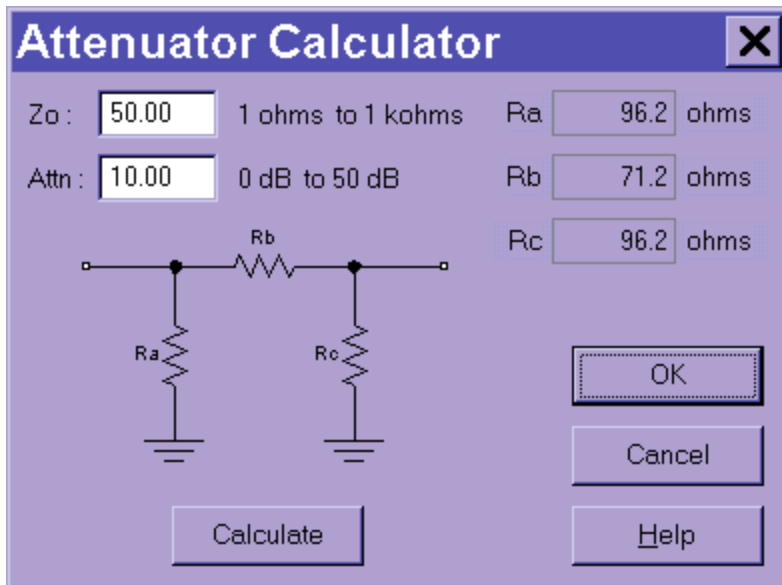 Attenuator Calculator
Zo: 50.00 1 ohms to 1 kohms Ra 96.2 ohms
Attn: 10.00 0 dB to 50 dB Rb 71.2 ohms
Rc 96.2 ohms
Rb
Ra Rc
OK
Cancel
Calculate Help